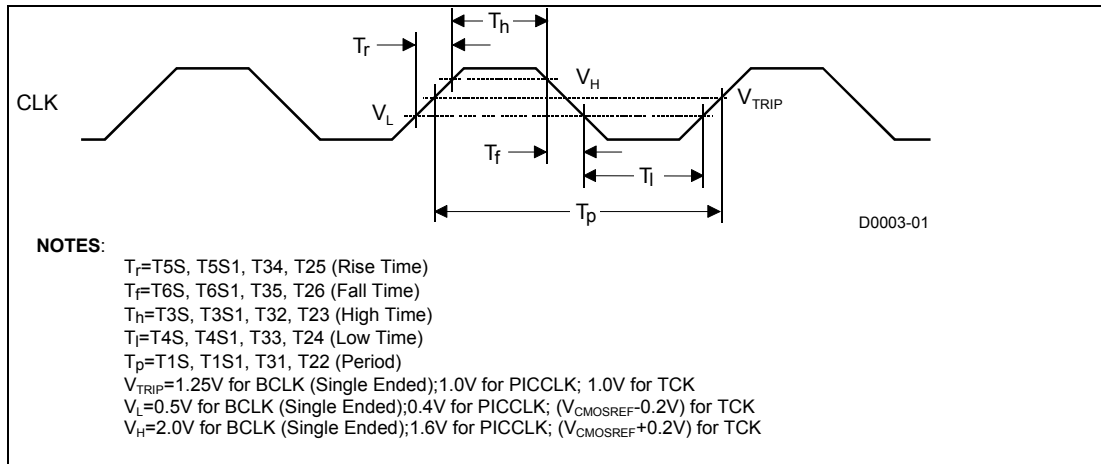 Th
Tr
CLK
VH
VTRIP
VL
Tf
Tl
Tp
D0003-01
NOTES:
Tr=T5S, T5S1, T34, T25 (Rise Time)
Tf=T6S, T6S1, T35, T26 (Fall Time)
Th=T3S, T3S1, T32, T23 (High Time)
Tl=T4S, T4S1, T33, T24 (Low Time)
Tp=T1S, T1S1, T31, T22 (Period)
VTRIP=1.25V for BCLK (Single Ended);1.0V for PICCLK; 1.0V for TCK
VL=0.5V for BCLK (Single Ended);0.4V for PICCLK; (VCMOSREF-0.2V) for TCK
VH=2.0V for BCLK (Single Ended);1.6V for PICCLK; (VCMOSREF+0.2V) for TCK